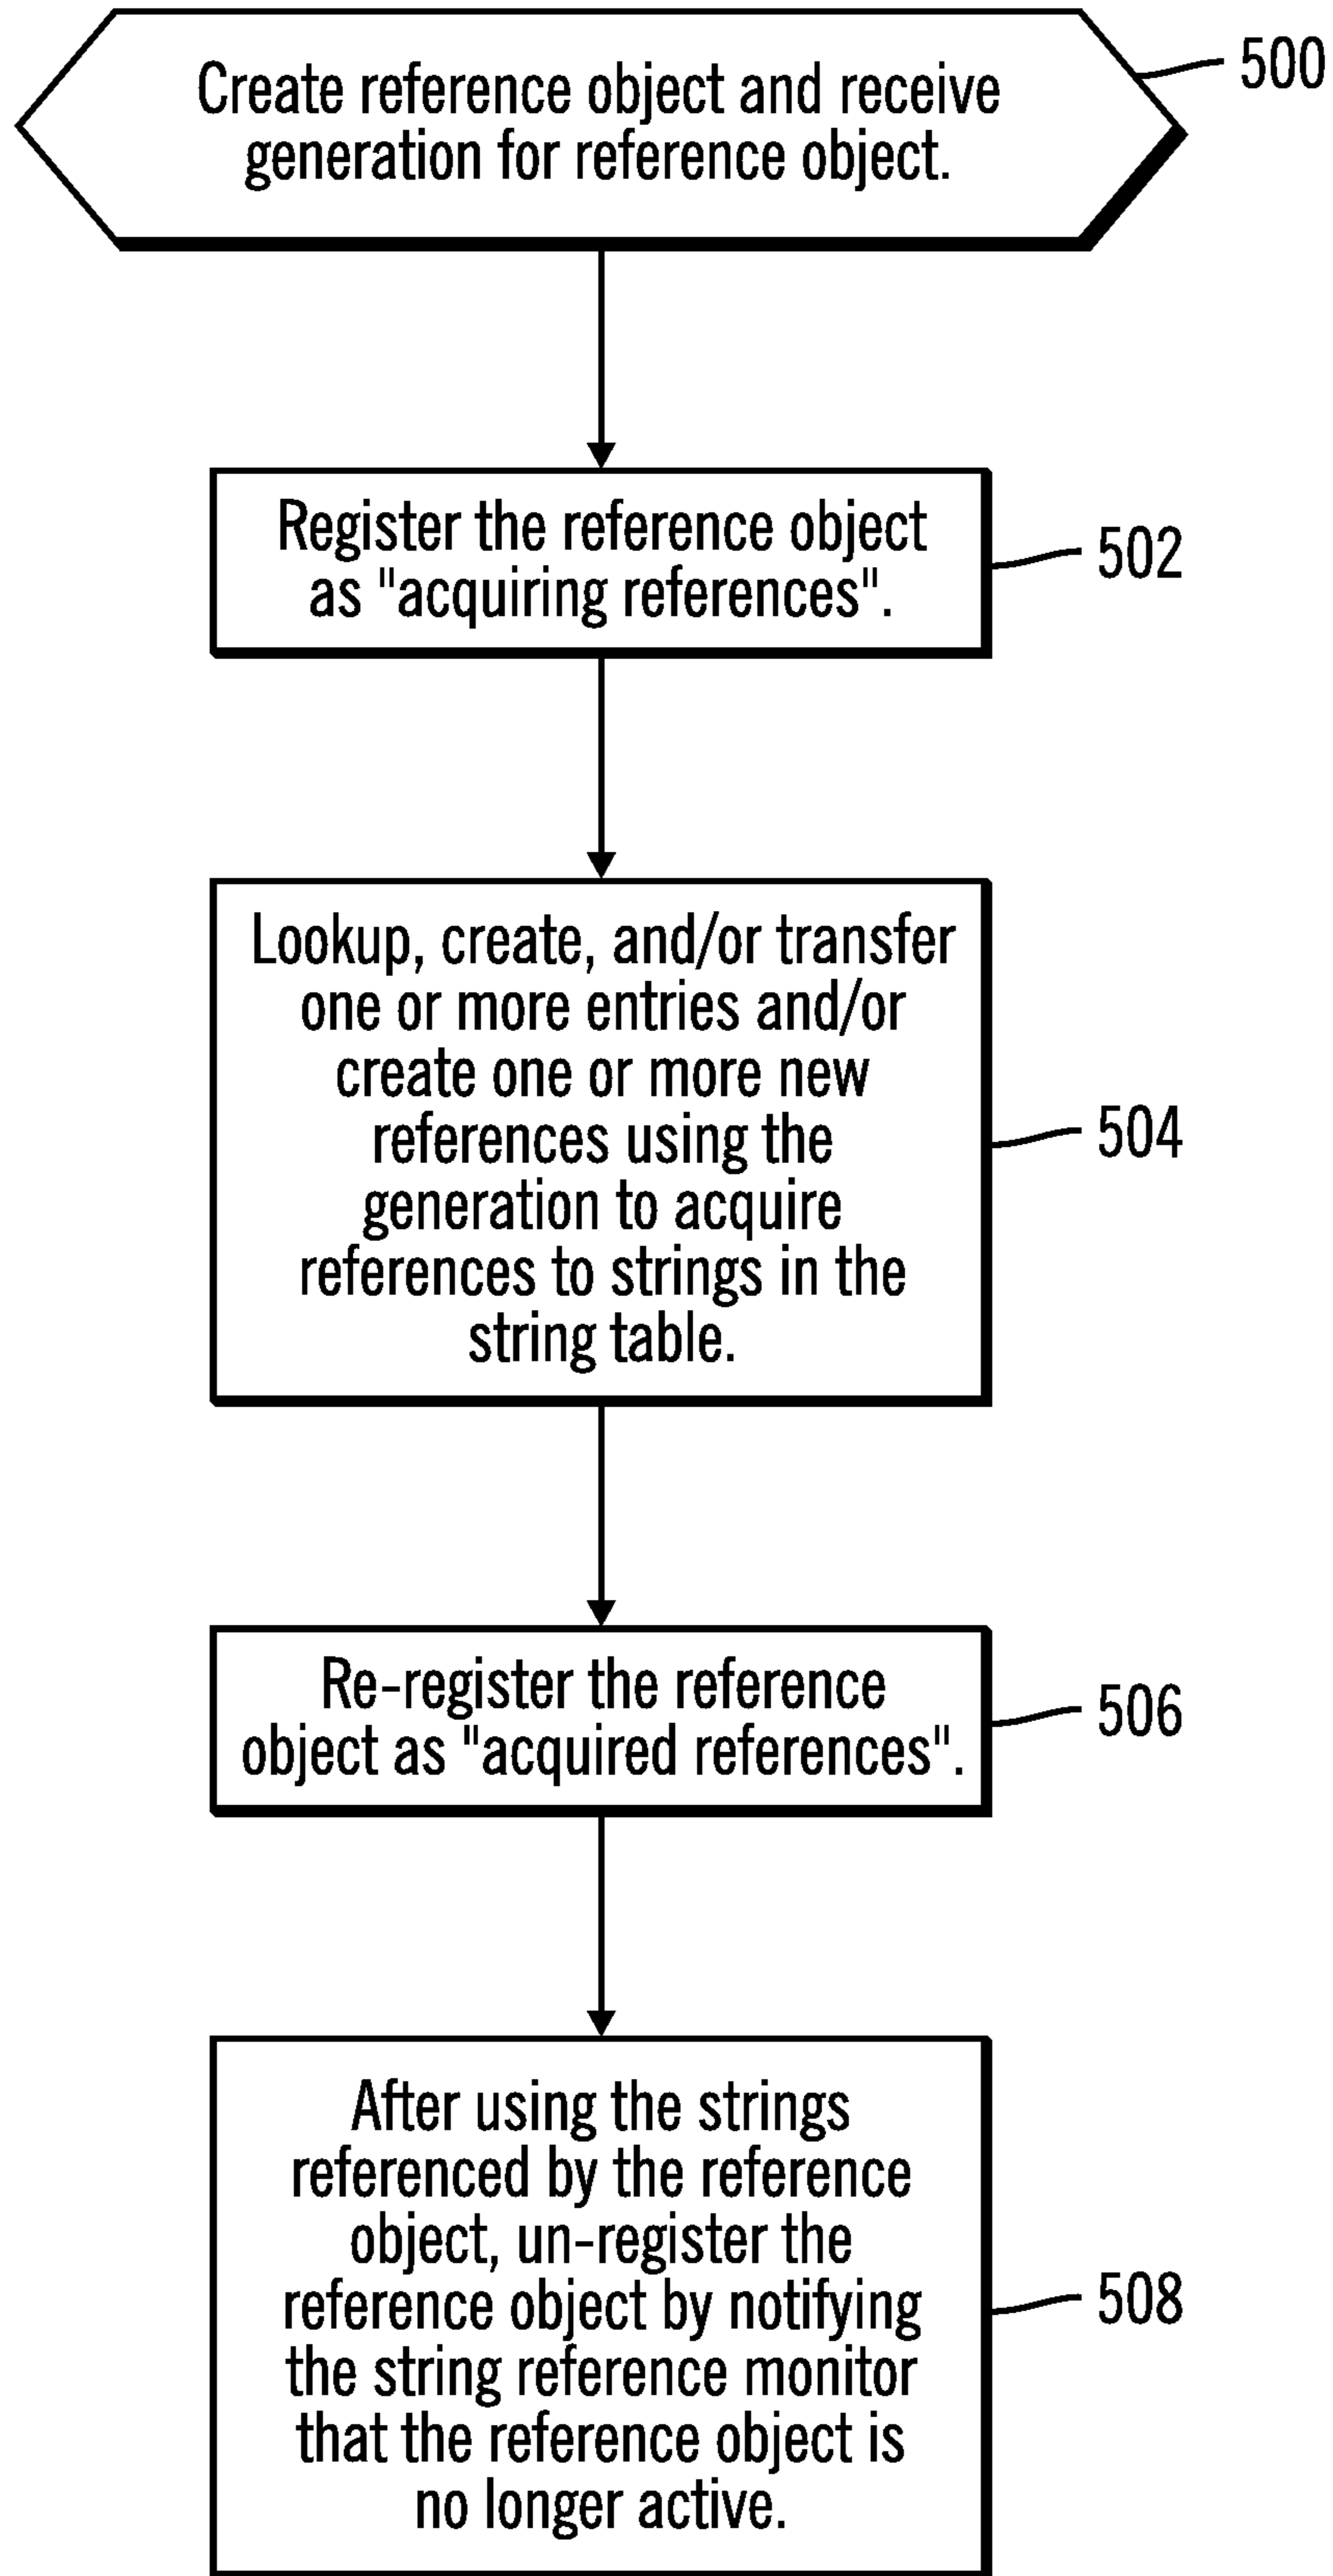 Create reference object and receive
generation for reference object.
500
Register the reference object
as "acquiring references".
502
Lookup, create, and/or transfer
one or more entries and/or
create one or more new
references using the
generation to acquire
references to strings in the
string table.
504
Re-register the reference
object as "acquired references".
506
After using the strings
referenced by the reference
object, un-register the
reference object by notifying
the string reference monitor
that the reference object is
no longer active.
508